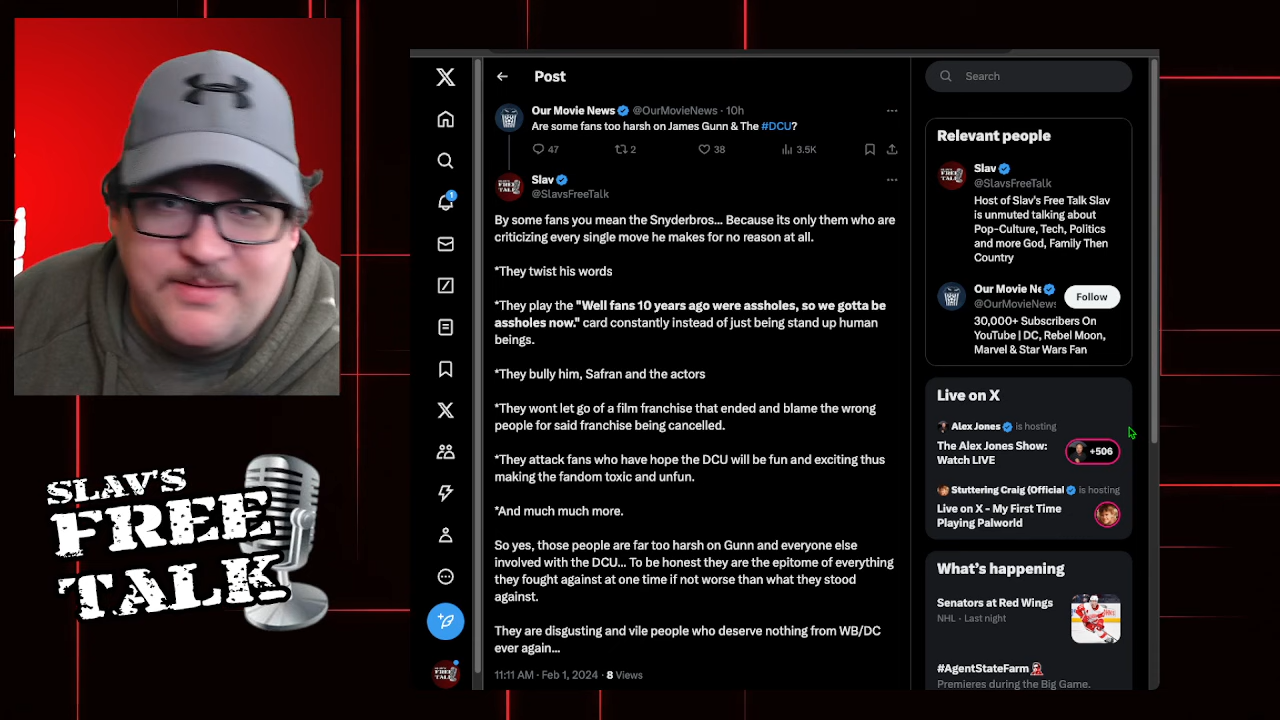 Post
Search
Our Movie News @OurMovieNews · 10h
Are some fans too harsh on James Gunn & The #DCU?
47 2 38 3.5K
Slav
@SlavsFreeTalk
By some fans you mean the Snyderbros... Because its only them who are
criticizing every single move he makes for no reason at all.
*They twist his words
*They play the "Well fans 10 years ago were assholes, so we gotta be
assholes now." card constantly instead of just being stand up human
beings.
*They bully him, Safran and the actors
*They wont let go of a film franchise that ended and blame the wrong
people for said franchise being cancelled.
*They attack fans who have hope the DCU will be fun and exciting thus
making the fandom toxic and unfun.
*And much much more.
So yes, those people are far too harsh on Gunn and everyone else
involved with the DCU... To be honest they are the epitome of everything
they fought against at one time if not worse than what they stood
against.
They are disgusting and vile people who deserve nothing from WB/DC
ever again...
11:11 AM · Feb 1, 2024 · 8 Views
Relevant people
Slav
@SlavsFreeTalk
Host of Slav's Free Talk Slav
is unmuted talking about
Pop-Culture, Tech, Politics
and more God, Family Then
Country
Our Movie Ne
@OurMovieNews
Follow
30,000+ Subscribers On
YouTube | DC, Rebel Moon,
Marvel & Star Wars Fan
Live on X
Alex Jones is hosting
The Alex Jones Show:
Watch LIVE
+506
Stuttering Craig (Official is hosting
Live on X - My First Time
Playing Palworld
What's happening
Senators at Red Wings
NHL · Last night
#AgentStateFarm
Premieres during the Big Game.
1
SLAV'S
FREE
TALK